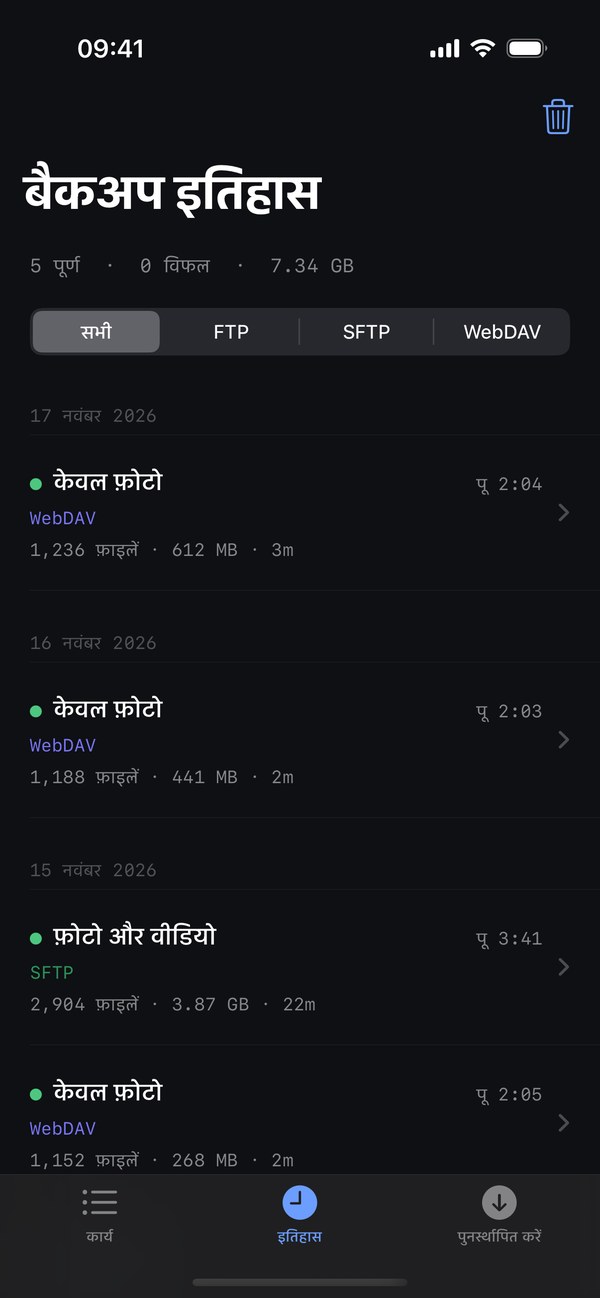 09:41
बैकअप इतिहास
5 पूर्ण · 0 विफल · 7.34 GB
सभी FTP SFTP WebDAV
17 नवंबर 2026
केवल फ़ोटो पू 2:04
WebDAV
1,236 फ़ाइलें · 612 MB · 3m
16 नवंबर 2026
केवल फ़ोटो पू 2:03
WebDAV
1,188 फ़ाइलें · 441 MB · 2m
15 नवंबर 2026
फ़ोटो और वीडियो पू 3:41
SFTP
2,904 फ़ाइलें · 3.87 GB · 22m
केवल फ़ोटो पू 2:05
WebDAV
1,152 फ़ाइलें · 268 MB · 2m
कार्य इतिहास पुनर्स्थापित करें